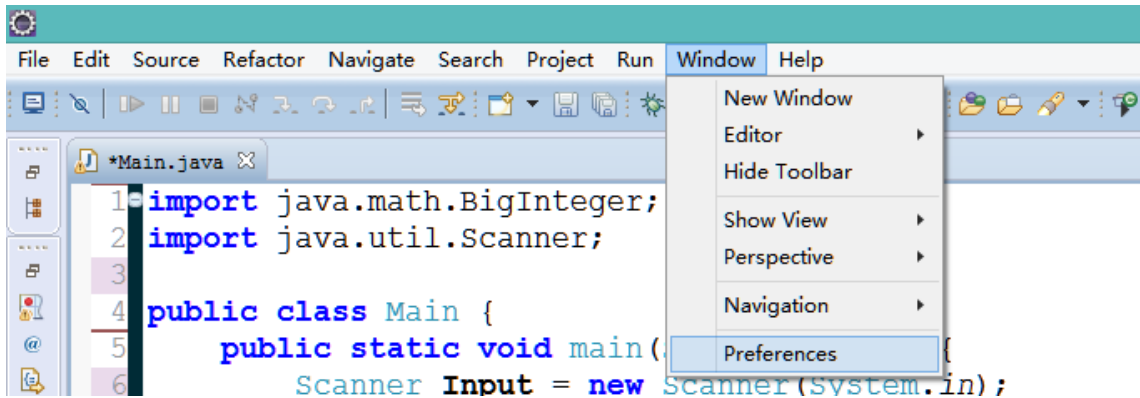 File Edit Source Refactor Navigate Search Project Run Window Help
New Window
Editor
Hide Toolbar
Show View
Perspective
Navigation
Preferences
*Main.java
1 import java.math.BigInteger;
2 import java.util.Scanner;
3
4 public class Main {
5 public static void main( {
6 Scanner Input = new Scanner(System.in);